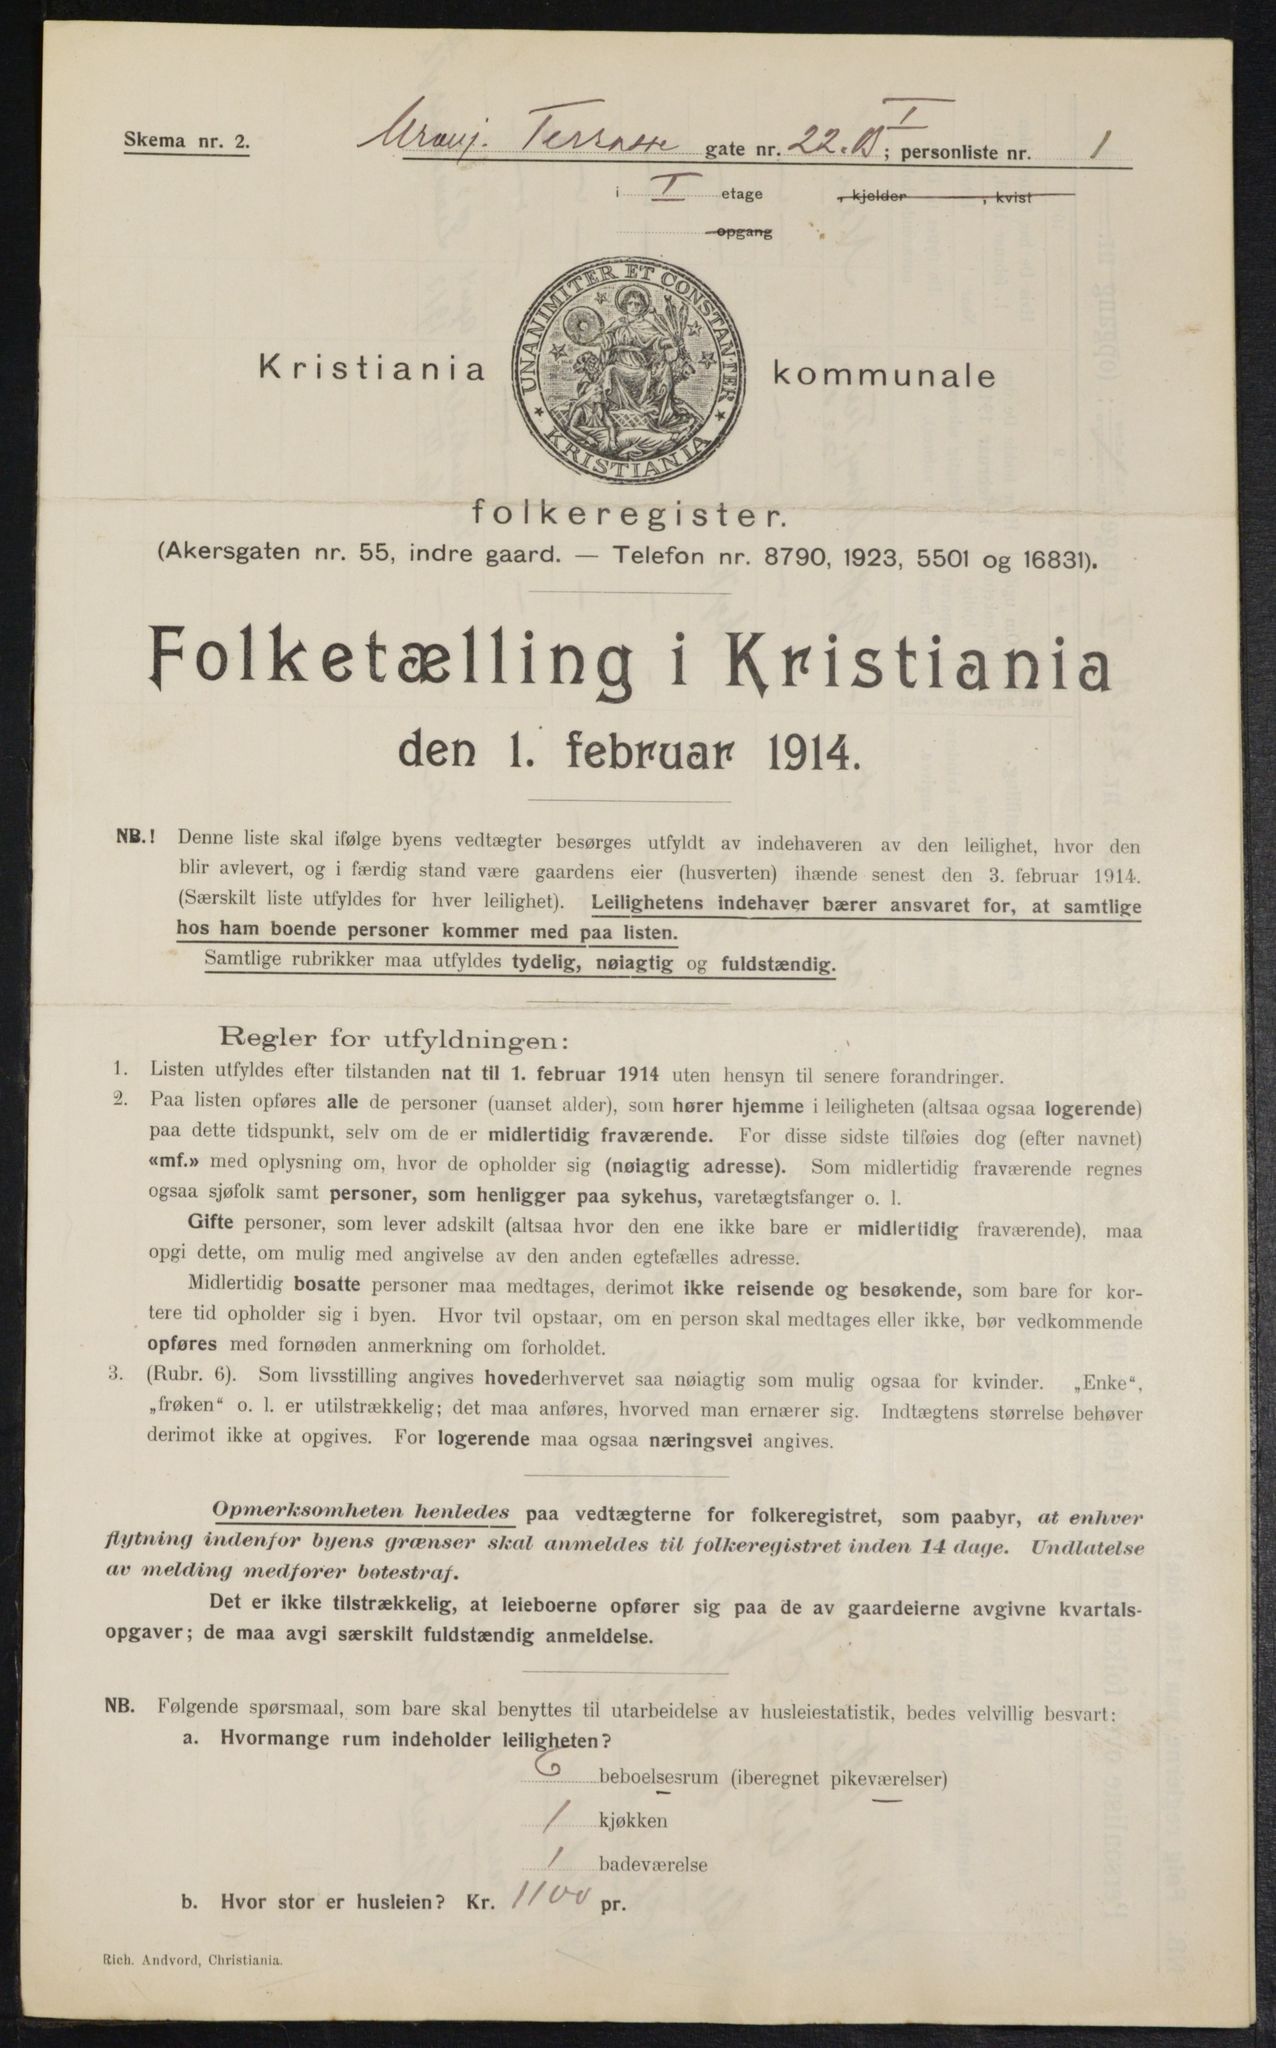 Skema nr. 2. Uranj. Terrasse gate nr. 22.B I; personliste nr. 1
i I etage , kjelder , kvist
opgang
UNANIMITER ET CONSTANTER
KRISTIANIA
Kristiania kommunale
folkeregister.
(Akersgaten nr. 55, indre gaard. — Telefon nr. 8790, 1923, 5501 og 16831).
Folketælling i Kristiania
den 1. februar 1914.
NB.! Denne liste skal ifølge byens vedtægter besørges utfyldt av indehaveren av den leilighet, hvor den
blir avlevert, og i færdig stand være gaardens eier (husverten) ihænde senest den 3. februar 1914.
(Særskilt liste utfyldes for hver leilighet). Leilighetens indehaver bærer ansvaret for, at samtlige
hos ham boende personer kommer med paa listen.
Samtlige rubrikker maa utfyldes tydelig, nøiagtig og fuldstændig.
Regler for utfyldningen:
1. Listen utfyldes efter tilstanden nat til 1. februar 1914 uten hensyn til senere forandringer.
2. Paa listen opføres alle de personer (uanset alder), som hører hjemme i leiligheten (altsaa ogsaa logerende)
paa dette tidspunkt, selv om de er midlertidig fraværende. For disse sidste tilføies dog (efter navnet)
«mf.» med oplysning om, hvor de opholder sig (nøiagtig adresse). Som midlertidig fraværende regnes
ogsaa sjøfolk samt personer, som henligger paa sykehus, varetægtsfanger o. l.
Gifte personer, som lever adskilt (altsaa hvor den ene ikke bare er midlertidig fraværende), maa
opgi dette, om mulig med angivelse av den anden egtefælles adresse.
Midlertidig bosatte personer maa medtages, derimot ikke reisende og besøkende, som bare for kor-
tere tid opholder sig i byen. Hvor tvil opstaar, om en person skal medtages eller ikke, bør vedkommende
opføres med fornøden anmerkning om forholdet.
3. (Rubr. 6). Som livsstilling angives hovederhvervet saa nøiagtig som mulig ogsaa for kvinder. „Enke“,
„frøken“ o. l. er utilstrækkelig; det maa anføres, hvorved man ernærer sig. Indtægtens størrelse behøver
derimot ikke at opgives. For logerende maa ogsaa næringsvei angives.
Opmerksomheten henledes paa vedtægterne for folkeregistret, som paabyr, at enhver
flytning indenfor byens grænser skal anmeldes til folkeregistret inden 14 dage. Undlatelse
av melding medfører bøtestraf.
Det er ikke tilstrækkelig, at leieboerne opfører sig paa de av gaardeierne avgivne kvartals-
opgaver; de maa avgi særskilt fuldstændig anmeldelse.
NB. Følgende spørsmaal, som bare skal benyttes til utarbeidelse av husleiestatistik, bedes velvillig besvart:
a. Hvormange rum indeholder leiligheten?
6 beboelsesrum (iberegnet pikeværelser)
1 kjøkken
1 badeværelse
b. Hvor stor er husleien? Kr. 1100 pr.
Rich. Andvord, Christiania.